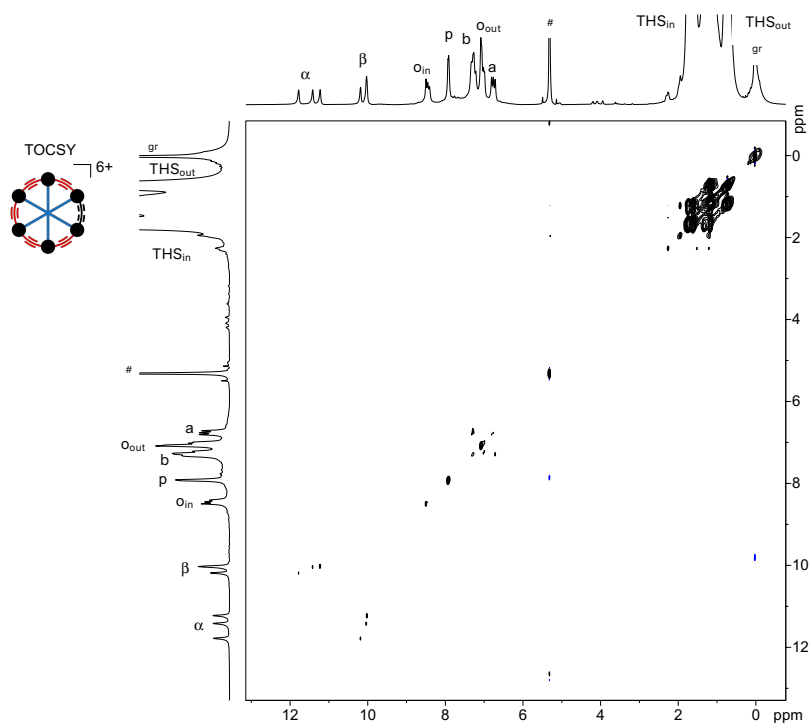 α
β
o_in
p
b
o_out
a
#
THS_in
THS_out
gr
TOCSY
6+
gr
THS_out
THS_in
#
a
o_out
b
p
o_in
β
α
ppm
0
2
4
6
8
10
12
12 10 8 6 4 2 0 ppm